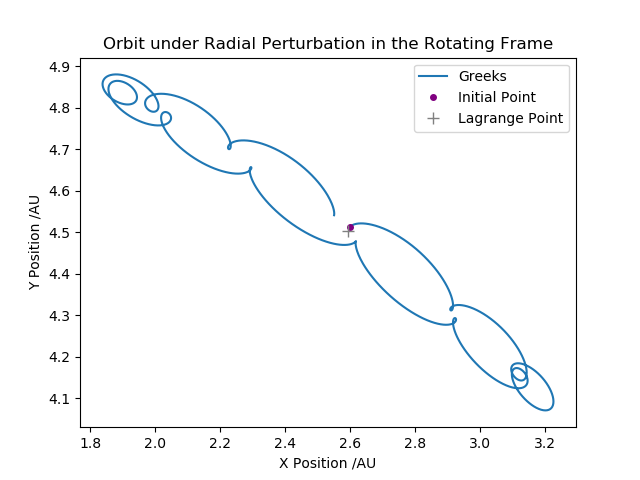 Orbit under Radial Perturbation in the Rotating Frame
Greeks
Initial Point
Lagrange Point
4.9
4.8
4.7
4.6
4.5
4.4
4.3
4.2
4.1
Y Position /AU
1.8 2.0 2.2 2.4 2.6 2.8 3.0 3.2
X Position /AU